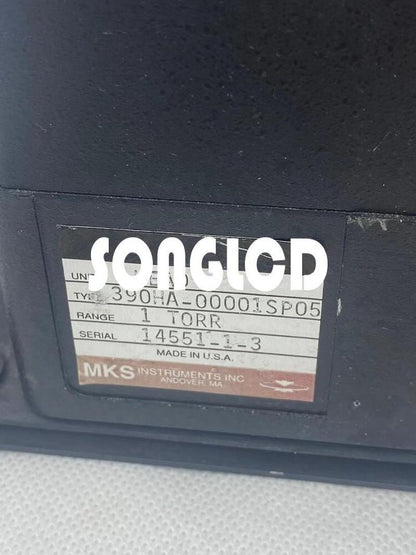 SONGLCD
UNIT
TYPE 390HA-00001SP05
RANGE 1 TORR
SERIAL 14551-1-3
MADE IN U.S.A.
MKS INSTRUMENTS INC
ANDOVER, MA